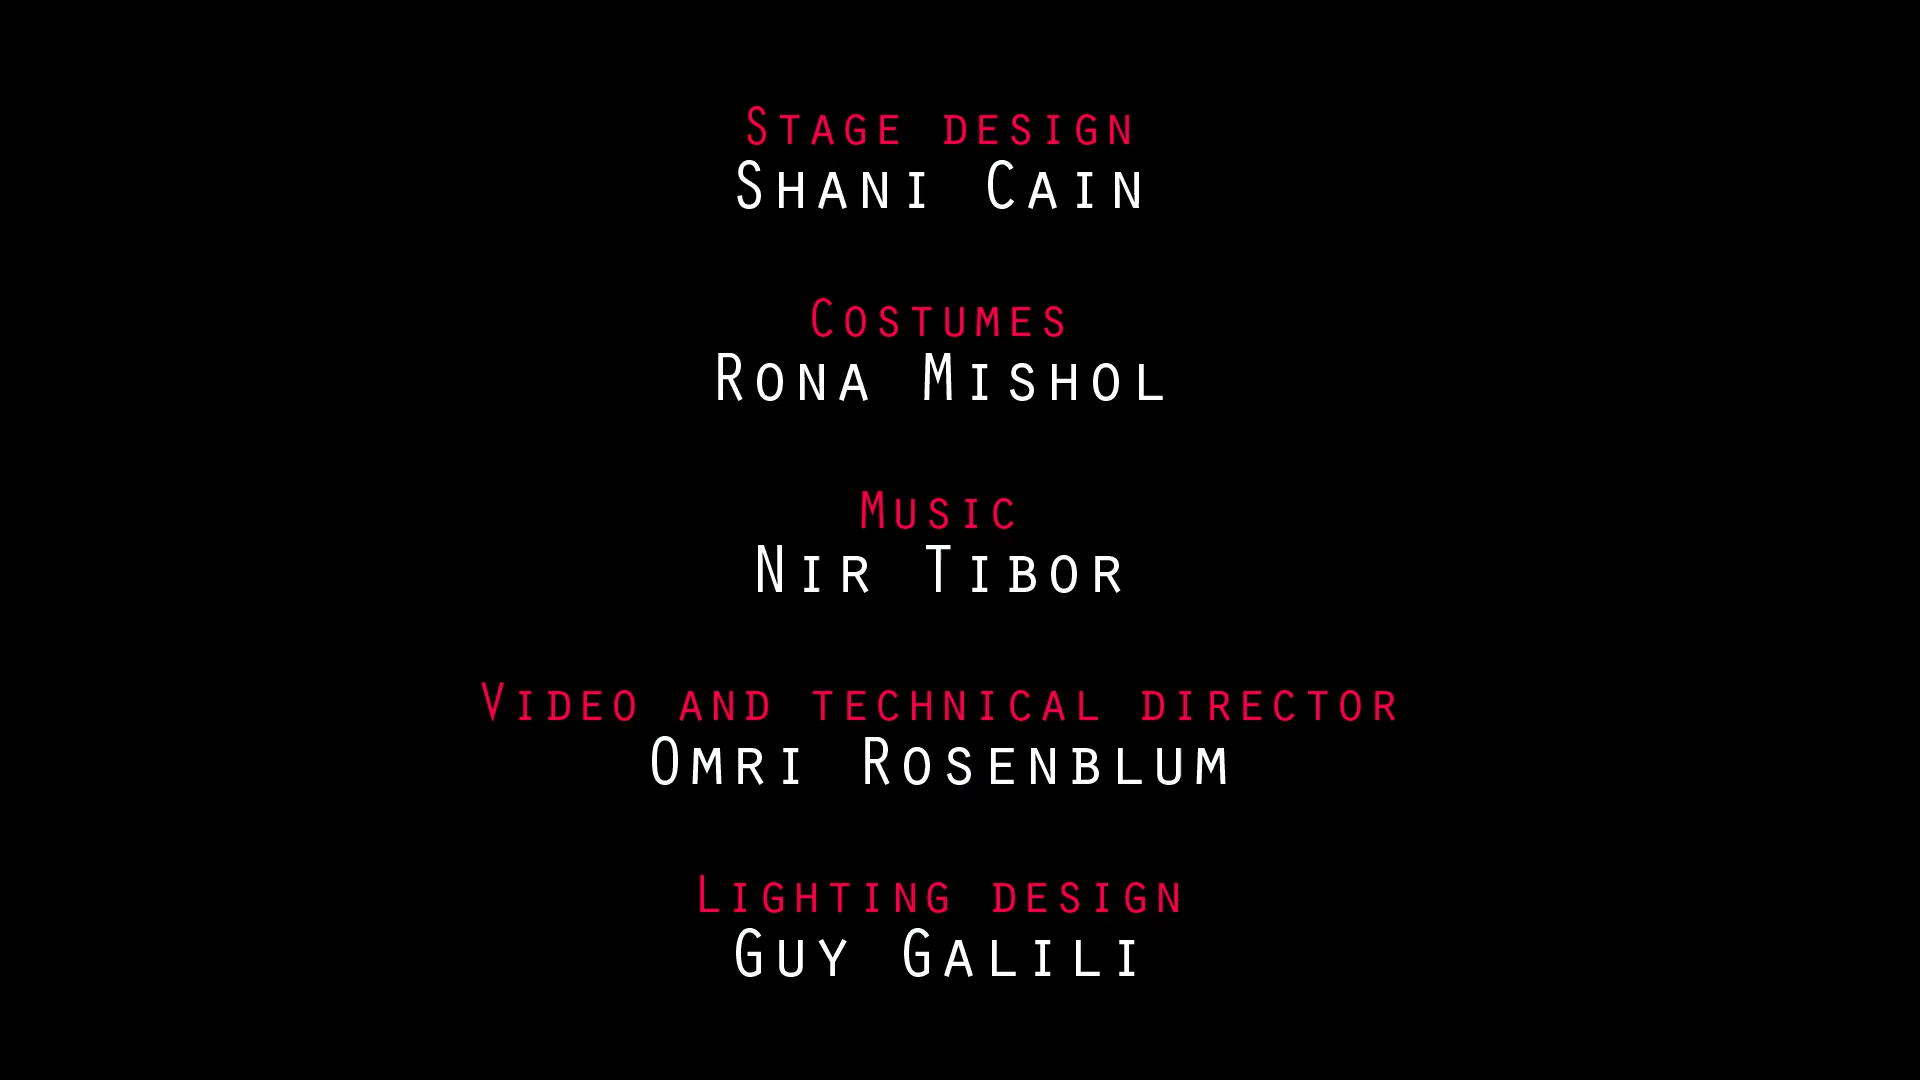 Stage design
Shani Cain
Costumes
Rona Mishol
Music
Nir Tibor
Video and technical director
Omri Rosenblum
Lighting design
Guy Galili